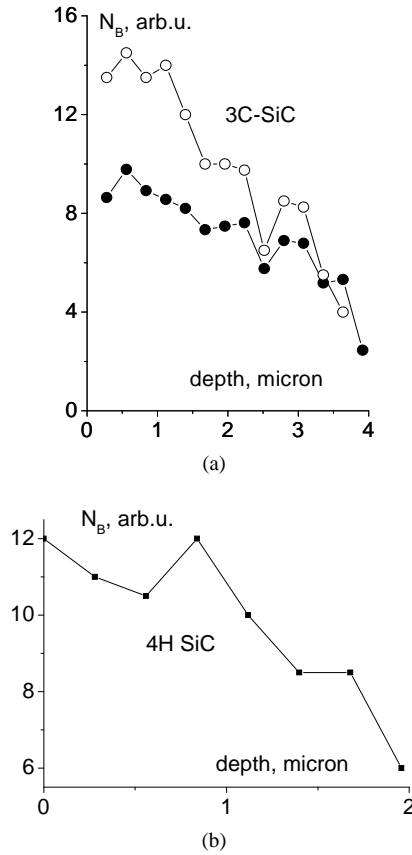 N_B, arb.u.
16
12
3C-SiC
8
4
depth, micron
0
0 1 2 3 4
(a)
N_B, arb.u.
12
10
4H SiC
8
depth, micron
6
0 1 2
(b)